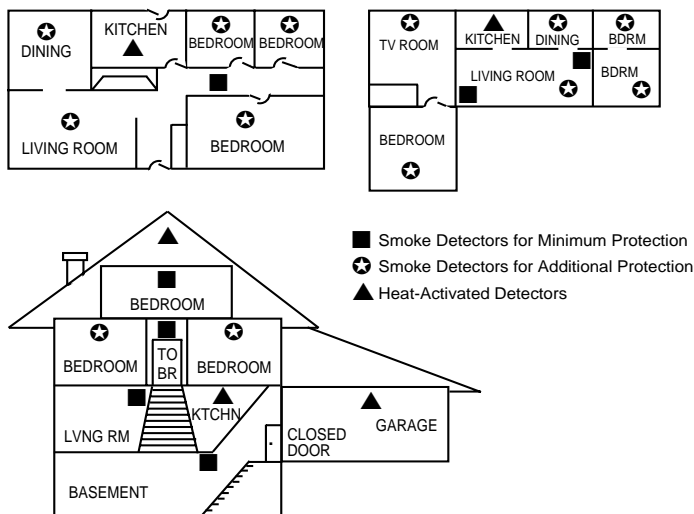 KITCHEN
DINING
BEDROOM
BEDROOM
LIVING ROOM
BEDROOM
TV ROOM
KITCHEN
DINING
BDRM
LIVING ROOM
BDRM
BEDROOM
Smoke Detectors for Minimum Protection
Smoke Detectors for Additional Protection
Heat-Activated Detectors
BEDROOM
BEDROOM
TO
BR
BEDROOM
LVNG RM
KTCHN
CLOSED
DOOR
GARAGE
BASEMENT